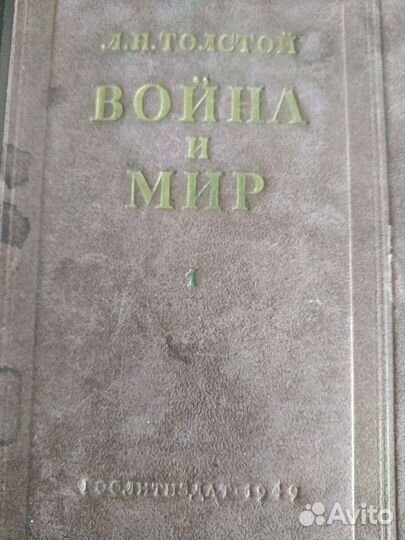 Л.Н.ТОЛСТОЙ
ВОЙНА
И
МИР
1
ГОСЛИТИЗДАТ·1949
Avito